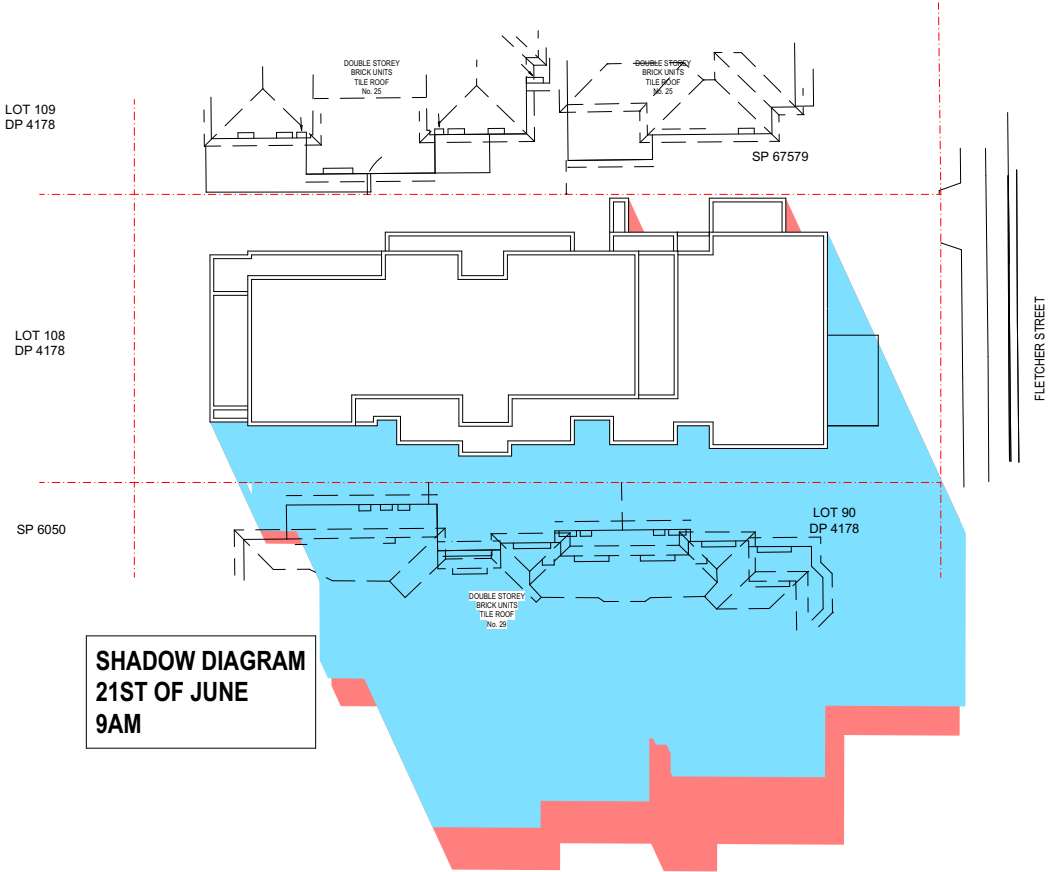 DOUBLE STOREY
BRICK UNITS
TILE ROOF
No. 25
DOUBLE STOREY
BRICK UNITS
TILE ROOF
No. 25
LOT 109
DP 4178
SP 67579
LOT 108
DP 4178
FLETCHER STREET
SP 6050
LOT 90
DP 4178
DOUBLE STOREY
BRICK UNITS
TILE ROOF
No. 29
SHADOW DIAGRAM
21ST OF JUNE
9AM